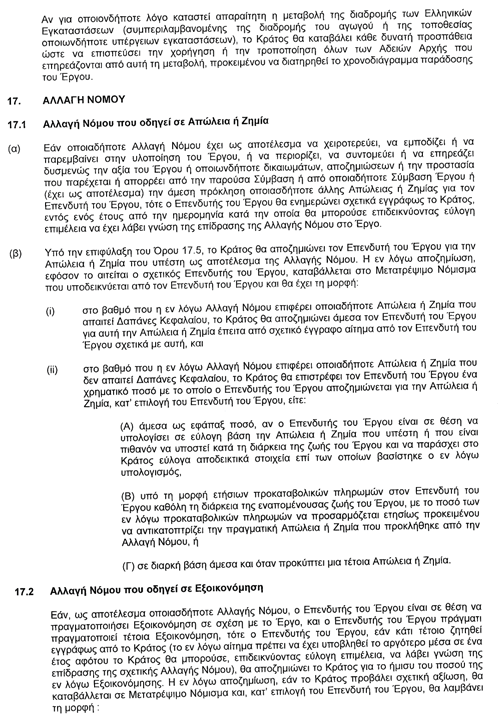 Αν για οποιονδήποτε λόγο καταστεί απαραίτητη η μεταβολή της διαδρομής των Ελληνικών
Εγκαταστάσεων (συμπεριλαμβανομένης της διαδρομής του αγωγού ή της τοποθεσίας
οποιωνδήποτε υπέργειων εγκαταστάσεων), το Κράτος θα καταβάλει κάθε δυνατή προσπάθεια
ώστε να επισπεύσει την χορήγηση ή την τροποποίηση όλων των Αδειών Αρχής που
επηρεάζονται από αυτή τη μεταβολή, προκειμένου να διατηρηθεί το χρονοδιάγραμμα παράδοσης
του Έργου.
17. ΑΛΛΑΓΗ ΝΟΜΟΥ
17.1 Αλλαγή Νόμου που οδηγεί σε Απώλεια ή Ζημία
(α) Εάν οποιαδήποτε Αλλαγή Νόμου έχει ως αποτέλεσμα να χειροτερεύει, να εμποδίζει ή να
παρεμβαίνει στην υλοποίηση του Έργου, ή να περιορίζει, να συντομεύει ή να επηρεάζει
δυσμενώς την αξία του Έργου ή οποιωνδήποτε δικαιωμάτων, αποζημιώσεων ή την προστασία
που παρέχεται ή απορρέει από την παρούσα Σύμβαση ή από οποιαδήποτε Σύμβαση Έργου ή
(έχει ως αποτέλεσμα) την άμεση πρόκληση οποιασδήποτε άλλης Απώλειας ή Ζημίας για τον
Επενδυτή του Έργου, τότε ο Επενδυτής του Έργου θα ενημερώνει σχετικά εγγράφως το Κράτος,
εντός ενός έτους από την ημερομηνία κατά την οποία θα μπορούσε επιδεικνύοντας εύλογη
επιμέλεια να έχει λάβει γνώση της επίδρασης της Αλλαγής Νόμου στο Έργο.
(β) Υπό την επιφύλαξη του Όρου 17.5, το Κράτος θα αποζημιώνει τον Επενδυτή του Έργου για την
Απώλεια ή Ζημία που υπέστη ως αποτέλεσμα της Αλλαγής Νόμου. Η εν λόγω αποζημίωση,
εφόσον το αιτείται ο σχετικός Επενδυτής του Έργου, καταβάλλεται στο Μετατρέψιμο Νόμισμα
που υποδεικνύεται από τον Επενδυτή του Έργου και θα έχει τη μορφή:
(i) στο βαθμό που η εν λόγω Αλλαγή Νόμου επιφέρει οποιαδήποτε Απώλεια ή Ζημία που
απαιτεί Δαπάνες Κεφαλαίου, το Κράτος θα αποζημιώνει άμεσα τον Επενδυτή του Έργου
για αυτή την Απώλεια ή Ζημία έπειτα από σχετικό έγγραφο αίτημα από τον Επενδυτή του
Έργου σχετικά με αυτή, και
(ii) στο βαθμό που η εν λόγω Αλλαγή Νόμου επιφέρει οποιαδήποτε Απώλεια ή Ζημία που
δεν απαιτεί Δαπάνες Κεφαλαίου, το Κράτος θα επιστρέφει τον Επενδυτή του Έργου ένα
χρηματικό ποσό με το οποίο ο Επενδυτής του Έργου αποζημιώνεται για την Απώλεια ή
Ζημία, κατ' επιλογή του Επενδυτή του Έργου, είτε:
(Α) άμεσα ως εφάπαξ ποσό, αν ο Επενδυτής του Έργου είναι σε θέση να
υπολογίσει σε εύλογη βάση την Απώλεια ή Ζημία που υπέστη ή που είναι
πιθανόν να υποστεί κατά τη διάρκεια της ζωής του Έργου και να παράσχει στο
Κράτος εύλογα αποδεικτικά στοιχεία επί των οποίων βασίστηκε ο εν λόγω
υπολογισμός,
(Β) υπό τη μορφή ετήσιων προκαταβολικών πληρωμών στον Επενδυτή του
Έργου καθόλη τη διάρκεια της εναπομένουσας ζωής του Έργου, με το ποσό των
εν λόγω προκαταβολικών πληρωμών να προσαρμόζεται ετησίως προκειμένου
να αντικατοπτρίζει την πραγματική Απώλεια ή Ζημία που προκλήθηκε από την
Αλλαγή Νόμου, ή
(Γ) σε διαρκή βάση άμεσα και όταν προκύπτει μια τέτοια Απώλεια ή Ζημία.
17.2 Αλλαγή Νόμου που οδηγεί σε Εξοικονόμηση
Εάν, ως αποτέλεσμα οποιασδήποτε Αλλαγής Νόμου, ο Επενδυτής του Έργου είναι σε θέση να
πραγματοποιήσει Εξοικονόμηση σε σχέση με το Έργο, και ο Επενδυτής του Έργου πράγματι
πραγματοποιεί τέτοια Εξοικονόμηση, τότε ο Επενδυτής του Έργου, εάν κάτι τέτοιο ζητηθεί
εγγράφως από το Κράτος (το εν λόγω αίτημα πρέπει να έχει υποβληθεί το αργότερο μέσα σε ένα
έτος αφότου το Κράτος θα μπορούσε, επιδεικνύοντας εύλογη επιμέλεια, να λάβει γνώση της
επίδρασης της σχετικής Αλλαγής Νόμου), θα αποζημιώνει το Κράτος για το ήμισυ του ποσού της
εν λόγω Εξοικονόμησης. Η εν λόγω αποζημίωση, εάν το Κράτος προβάλει σχετική αξίωση, θα
καταβάλλεται σε Μετατρέψιμο Νόμισμα και, κατ' επιλογή του Επενδυτή του Έργου, θα λαμβάνει
τη μορφή :